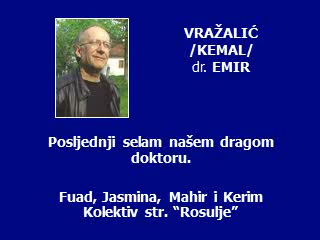 VRAŽALIĆ
/KEMAL/
dr. EMIR
Posljednji selam našem dragom
doktoru.
Fuad, Jasmina, Mahir i Kerim
Kolektiv str. “Rosulje”